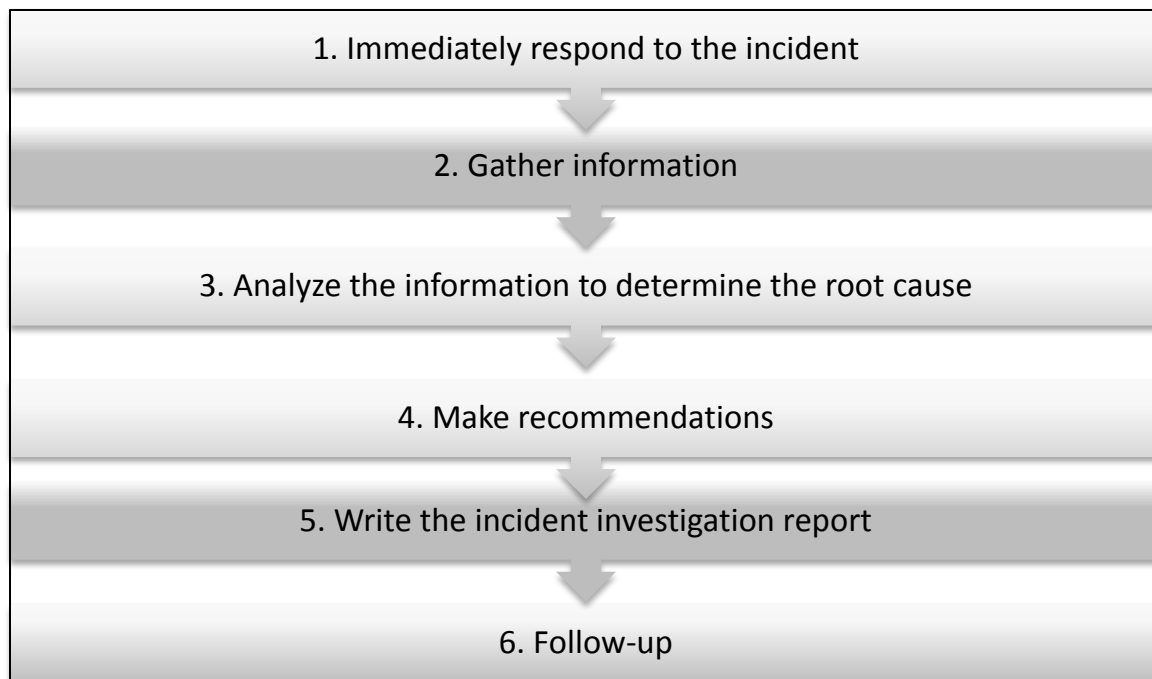 1. Immediately respond to the incident
2. Gather information
3. Analyze the information to determine the root cause
4. Make recommendations
5. Write the incident investigation report
6. Follow-up